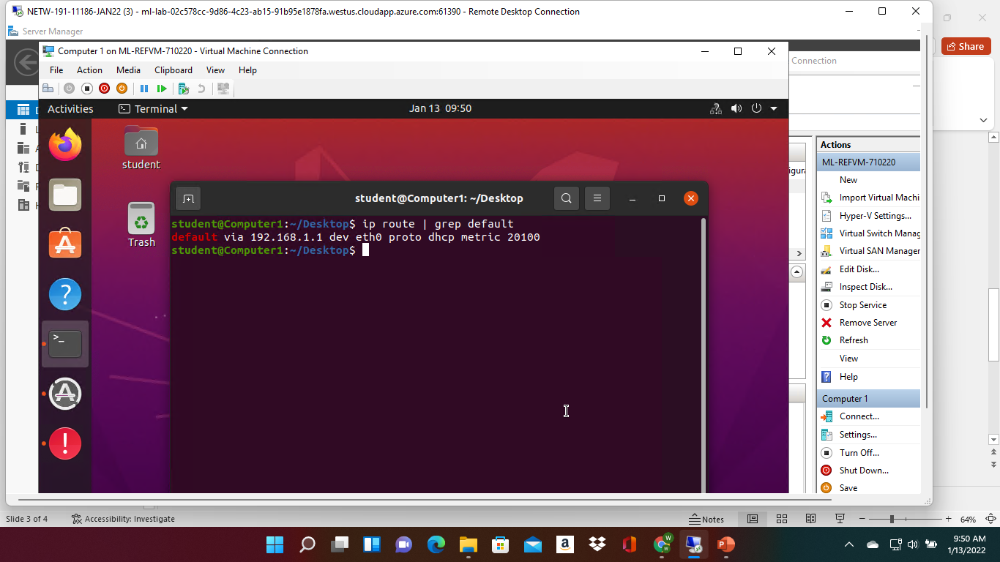 NETW-191-11186-JAN22 (3) - ml-lab-02c578cc-9d86-4c23-ab15-91b95e1878fa.westus.cloudapp.azure.com:61390 - Remote Desktop Connection
Server Manager
Share
Computer 1 on ML-REFVM-710220 - Virtual Machine Connection
Connection
File Action Media Clipboard View Help
Activities
Terminal
Jan 13 09:50
student
Trash
student@Computer1: ~/Desktop
student@Computer1:~/Desktop$ ip route | grep default
default via 192.168.1.1 dev eth0 proto dhcp metric 20100
student@Computer1:~/Desktop$
Actions
ML-REFVM-710220
New
Import Virtual Machi
Hyper-V Settings...
Virtual Switch Manag
Virtual SAN Manager
Edit Disk...
Inspect Disk...
Stop Service
Remove Server
Refresh
View
Help
Computer 1
Connect...
Settings...
Turn Off...
Shut Down...
Save
Slide 3 of 4
Accessibility: Investigate
Notes
64%
9:50 AM
1/13/2022